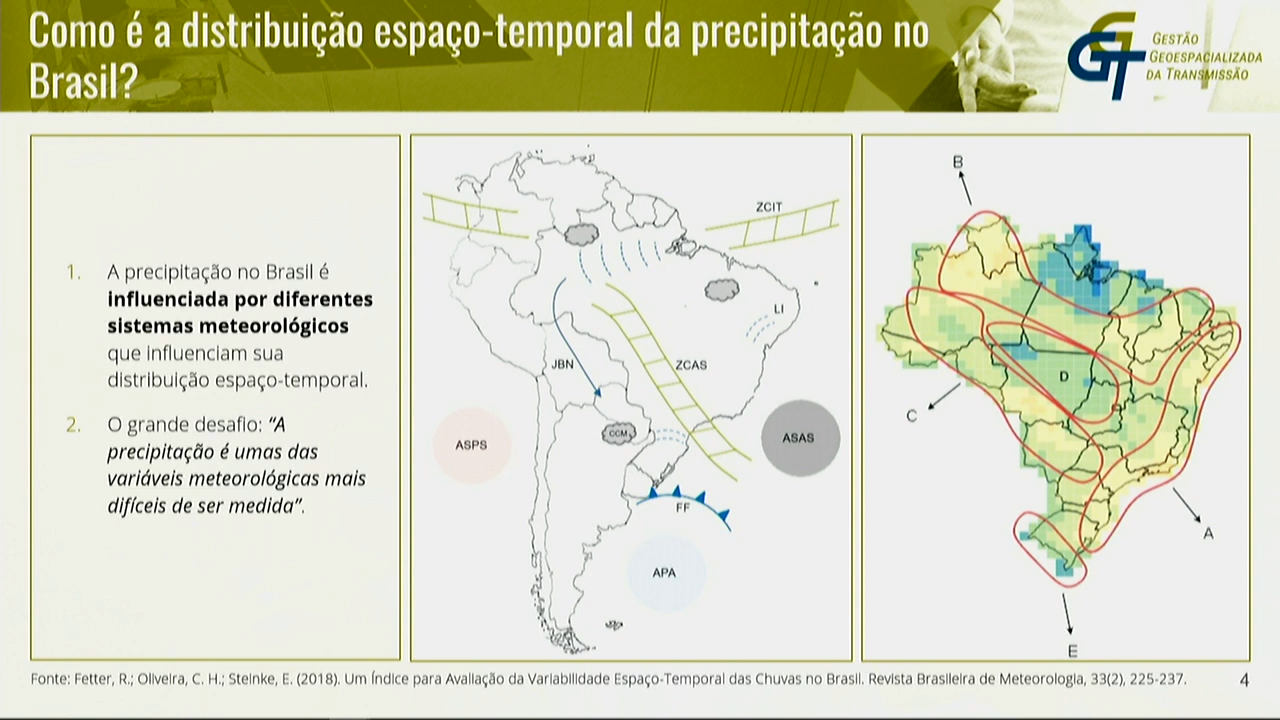 Como é a distribuição espaço-temporal da precipitação no
Brasil?
GT
GESTÃO
GEOESPACIALIZADA
DA TRANSMISSÃO
1. A precipitação no Brasil é
influenciada por diferentes
sistemas meteorológicos
que influenciam sua
distribuição espaço-temporal.
2. O grande desafio: “A
precipitação é umas das
variáveis meteorológicas mais
difíceis de ser medida”.
ZCIT
LI
JBN
ZCAS
CCM
ASPS
ASAS
FF
APA
B
D
C
A
E
Fonte: Fetter, R.; Oliveira, C. H.; Steinke, E. (2018). Um Índice para Avaliação da Variabilidade Espaço-Temporal das Chuvas no Brasil. Revista Brasileira de Meteorologia, 33(2), 225-237.
4